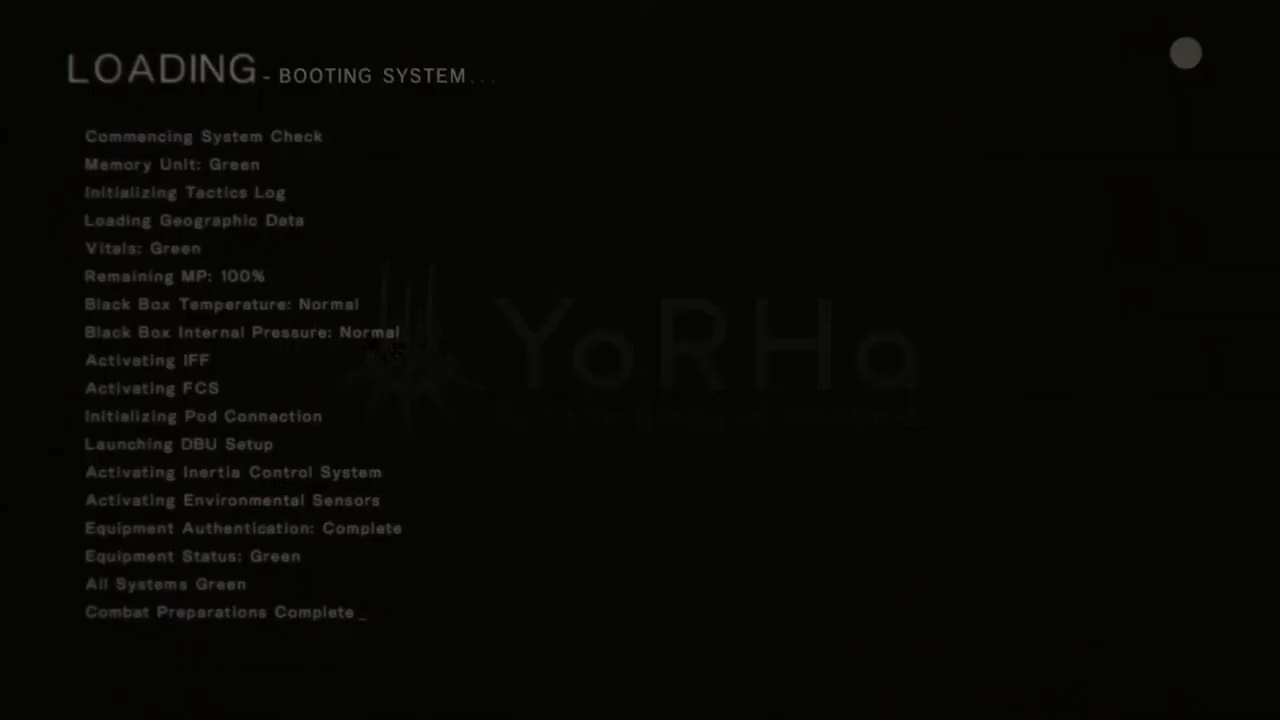 LOADING - BOOTING SYSTEM...
Commencing System Check
Memory Unit: Green
Initializing Tactics Log
Loading Geographic Data
Vitals: Green
Remaining MP: 100%
Black Box Temperature: Normal
Black Box Internal Pressure: Normal
Activating IFF
Activating FCS
Initializing Pod Connection
Launching DBU Setup
Activating Inertia Control System
Activating Environmental Sensors
Equipment Authentication: Complete
Equipment Status: Green
All Systems Green
Combat Preparations Complete_
YoRHa